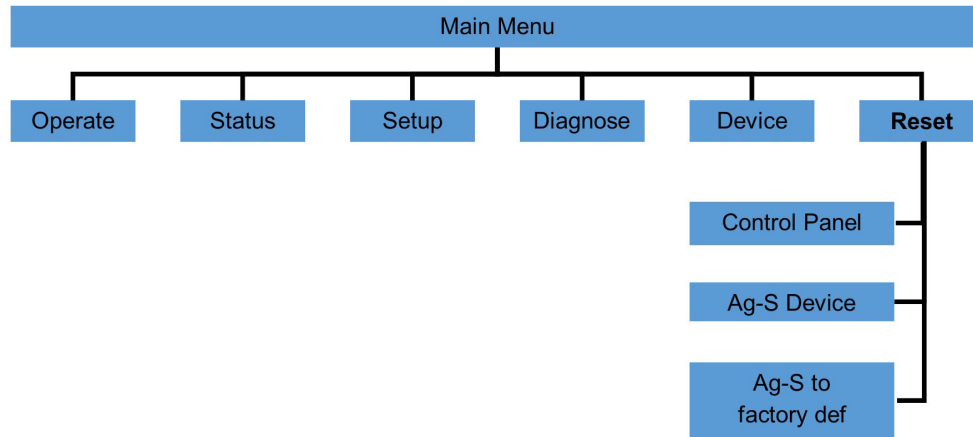 Main Menu
Operate
Status
Setup
Diagnose
Device
Reset
Control Panel
Ag-S Device
Ag-S to
factory def